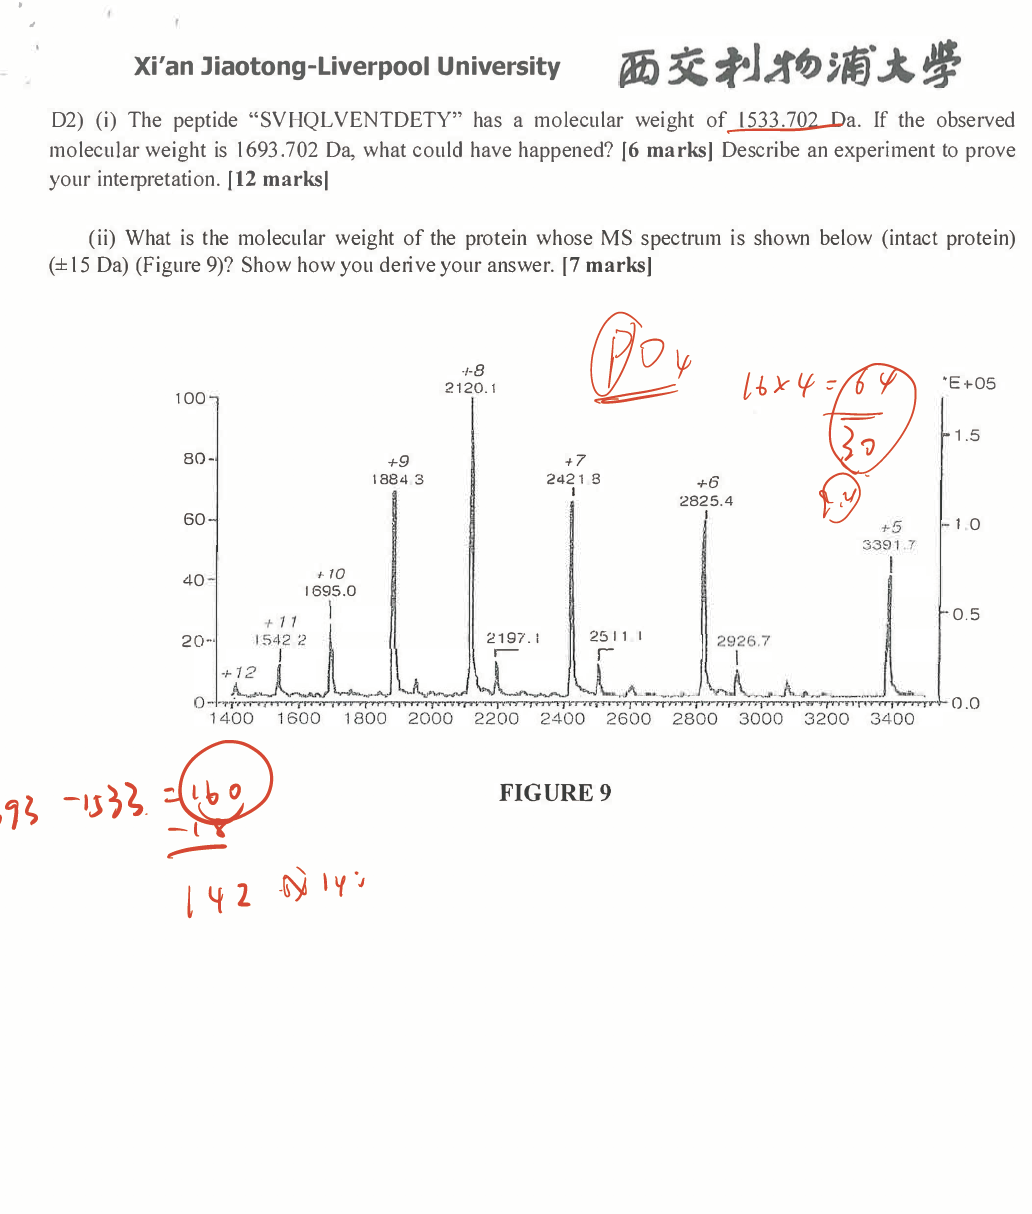 Xi'an Jiaotong-Liverpool University 西交利物浦大學
D2) (i) The peptide “SVHQLVENTDETY” has a molecular weight of 1533.702 Da. If the observed
molecular weight is 1693.702 Da, what could have happened? [6 marks] Describe an experiment to prove
your interpretation. [12 marks]
(ii) What is the molecular weight of the protein whose MS spectrum is shown below (intact protein)
(±15 Da) (Figure 9)? Show how you derive your answer. [7 marks]
PO4
16×4=64
30
*E+05
+8
2120.1
100
1.5
80
+9
1884.3
+7
2421.8
+6
2825.4
60
+5
3391.7
1.0
40
+10
1695.0
0.5
20
+11
1542.2
2197.1
2511.1
2926.7
+12
0
0.0
1400 1600 1800 2000 2200 2400 2600 2800 3000 3200 3400
FIGURE 9
93 -1533 =160
-18
142